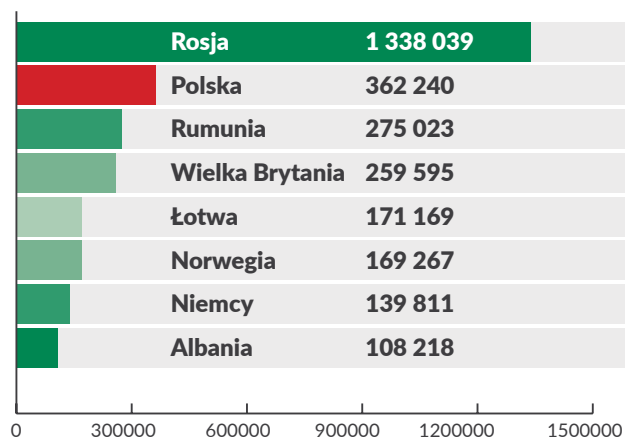 Rosja 1 338 039
Polska 362 240
Rumunia 275 023
Wielka Brytania 259 595
Łotwa 171 169
Norwegia 169 267
Niemcy 139 811
Albania 108 218
0 300000 600000 900000 1200000 1500000